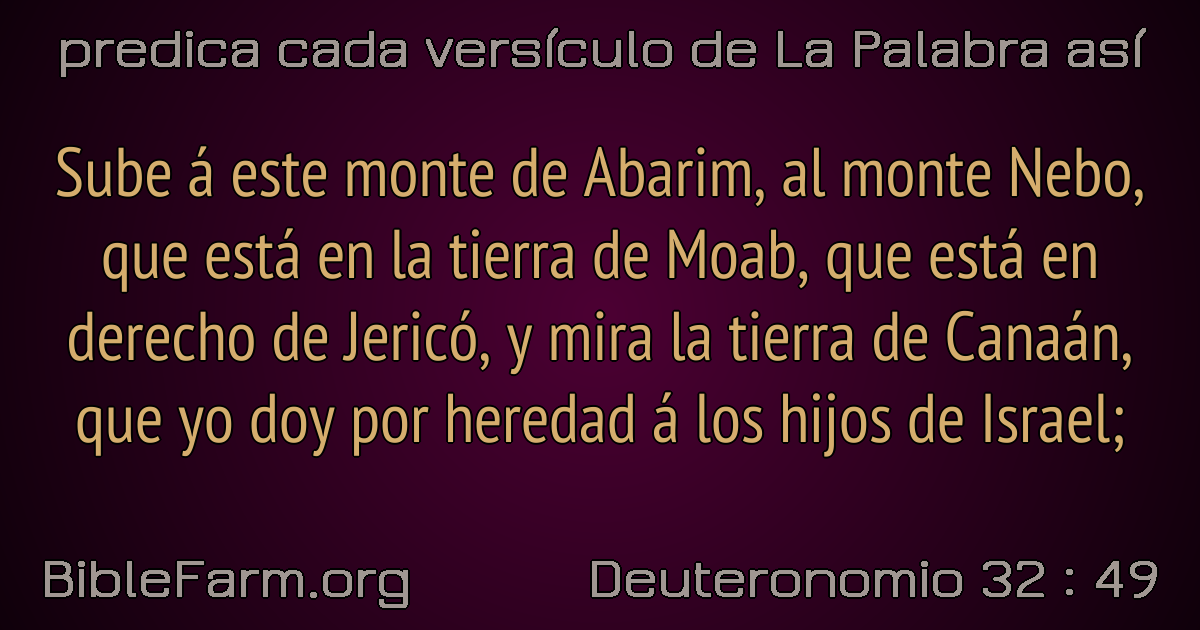 predica cada versículo de La Palabra así
Sube á este monte de Abarim, al monte Nebo,
que está en la tierra de Moab, que está en
derecho de Jericó, y mira la tierra de Canaán,
que yo doy por heredad á los hijos de Israel;
BibleFarm.org
Deuteronomio 32 : 49